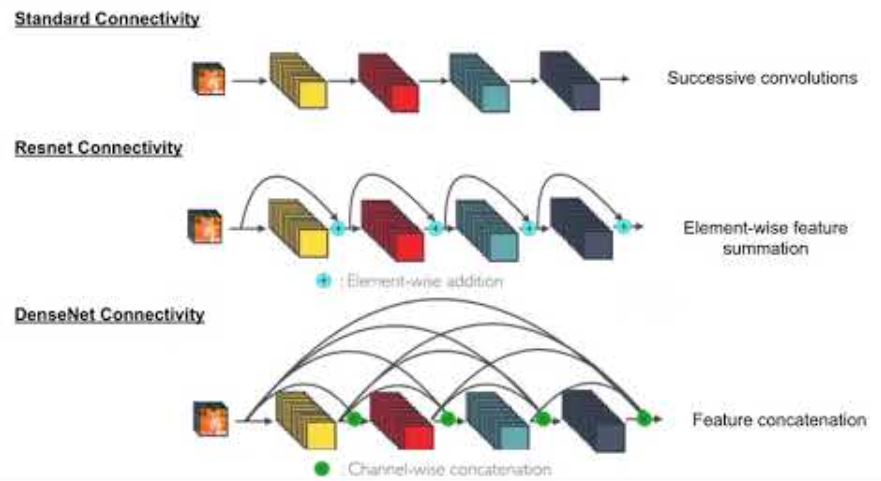 Standard Connectivity
Successive convolutions
Resnet Connectivity
Element-wise feature
summation
: Element-wise addition
DenseNet Connectivity
Feature concatenation
: Channel-wise concatenation